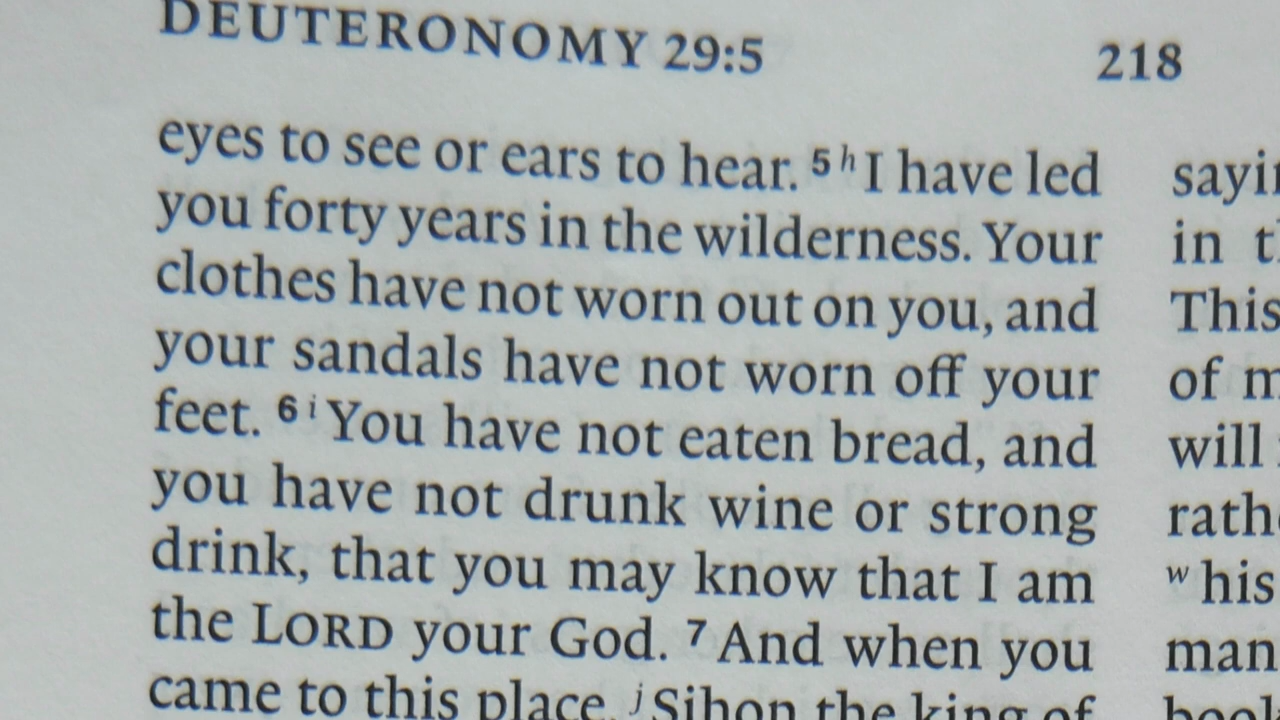 DEUTERONOMY 29:5
218
eyes to see or ears to hear. 5 h I have led
you forty years in the wilderness. Your
clothes have not worn out on you, and
your sandals have not worn off your
feet. 6 i You have not eaten bread, and
you have not drunk wine or strong
drink, that you may know that I am
the LORD your God. 7 And when you
came to this place, j Sihon the king of
in
This
of
will
w his
man